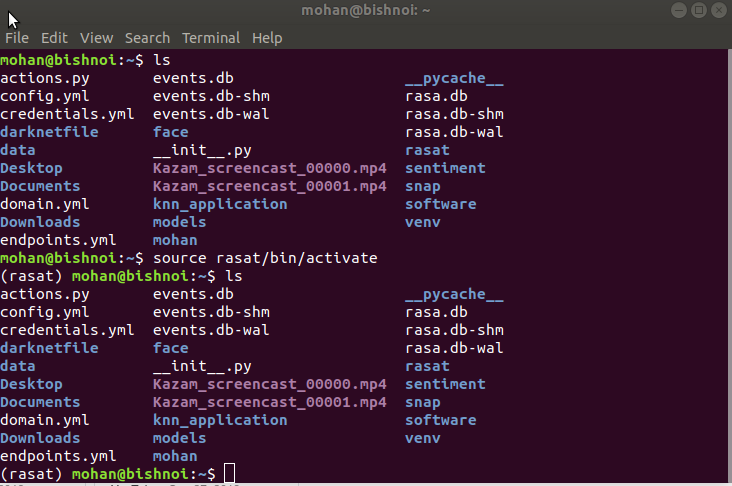 mohan@bishnoi: ~
File Edit View Search Terminal Help
mohan@bishnoi:~$ ls
actions.py events.db __pycache__
config.yml events.db-shm rasa.db
credentials.yml events.db-wal rasa.db-shm
darknetfile face rasa.db-wal
data __init__.py rasat
Desktop Kazam_screencast_00000.mp4 sentiment
Documents Kazam_screencast_00001.mp4 snap
domain.yml knn_application software
Downloads models venv
endpoints.yml mohan
mohan@bishnoi:~$ source rasat/bin/activate
(rasat) mohan@bishnoi:~$ ls
actions.py events.db __pycache__
config.yml events.db-shm rasa.db
credentials.yml events.db-wal rasa.db-shm
darknetfile face rasa.db-wal
data __init__.py rasat
Desktop Kazam_screencast_00000.mp4 sentiment
Documents Kazam_screencast_00001.mp4 snap
domain.yml knn_application software
Downloads models venv
endpoints.yml mohan
(rasat) mohan@bishnoi:~$